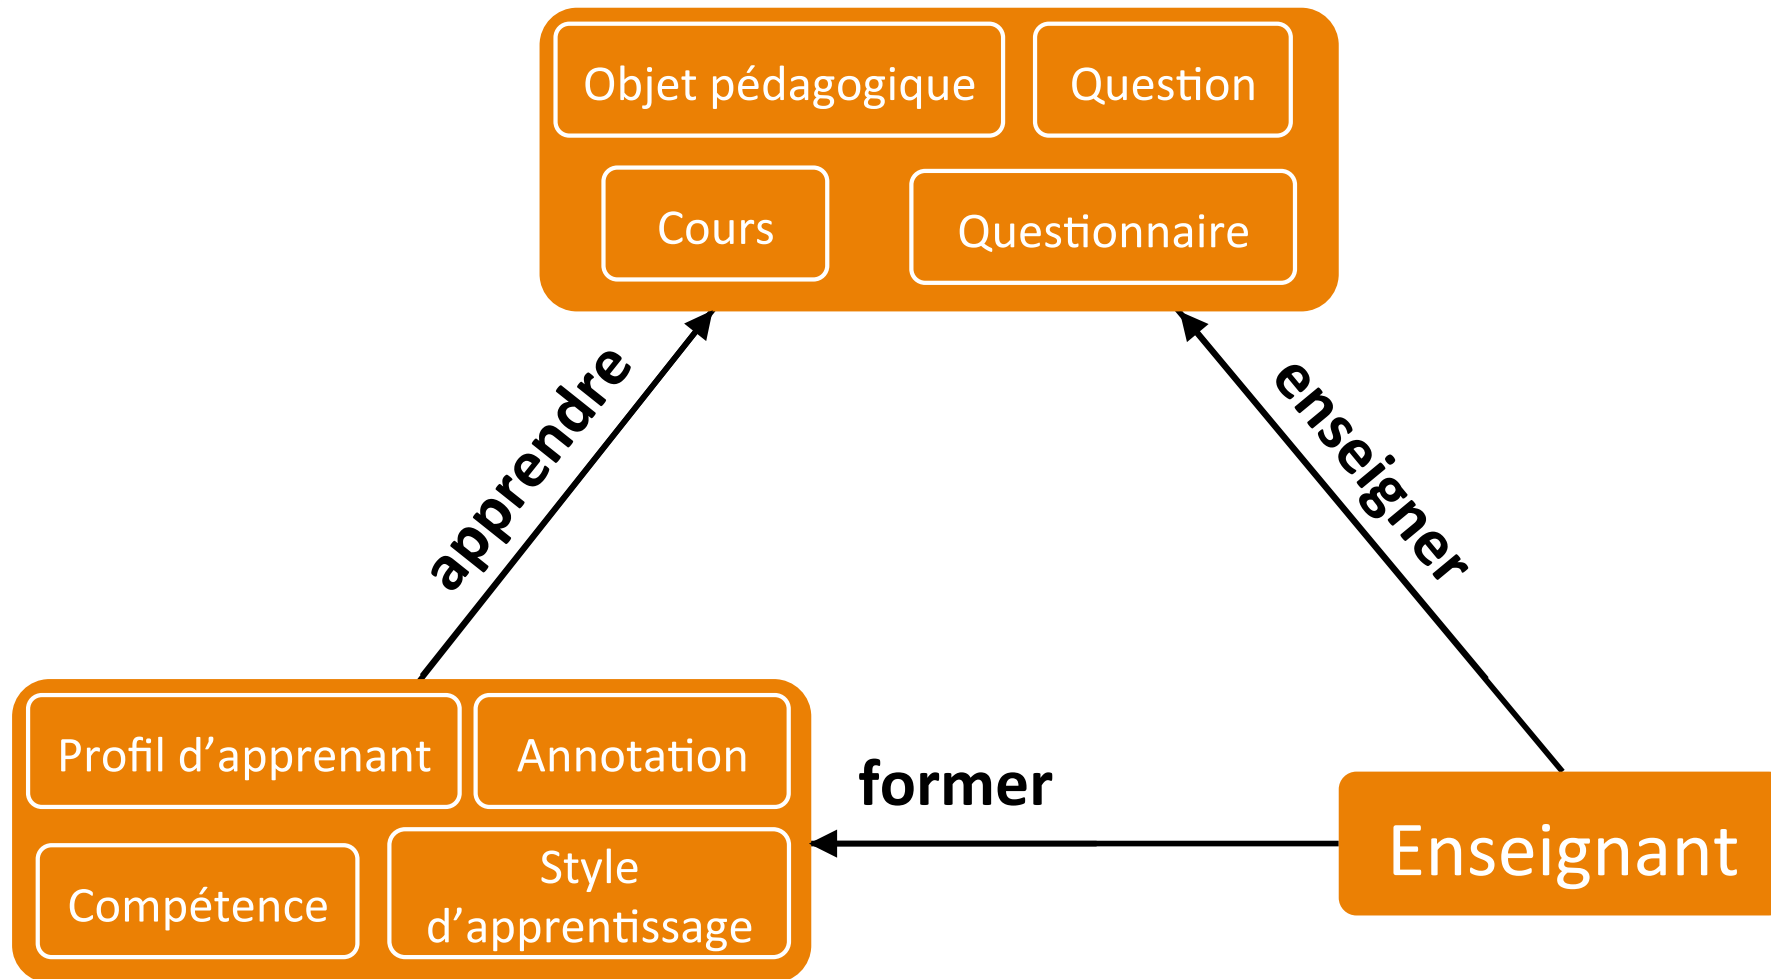 Objet pédagogique
Question
Cours
Questionnaire
apprendre
enseigner
Profil d’apprenant
Annotation
former
Compétence
Style
d’apprentissage
Enseignant